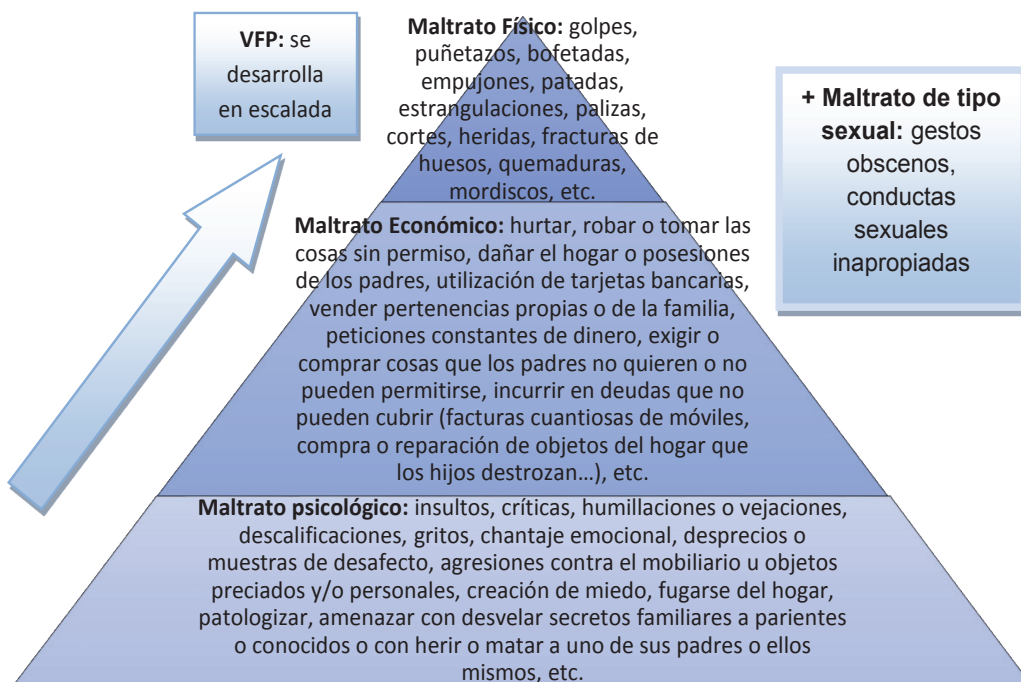 VFP: se
desarrolla
en escalada
Maltrato Físico: golpes,
puñetazos, bofetadas,
empujones, patadas,
estrangulaciones, palizas,
cortes, heridas, fracturas de
huesos, quemaduras,
mordiscos, etc.
+ Maltrato de tipo
sexual: gestos
obscenos,
conductas
sexuales
inapropiadas
Maltrato Económico: hurtar, robar o tomar las
cosas sin permiso, dañar el hogar o posesiones
de los padres, utilización de tarjetas bancarias,
vender pertenencias propias o de la familia,
peticiones constantes de dinero, exigir o
comprar cosas que los padres no quieren o no
pueden permitirse, incurrir en deudas que no
pueden cubrir (facturas cuantiosas de móviles,
compra o reparación de objetos del hogar que
los hijos destrozan…), etc.
Maltrato psicológico: insultos, críticas, humillaciones o vejaciones,
descalificaciones, gritos, chantaje emocional, desprecios o
muestras de desafecto, agresiones contra el mobiliario u objetos
preciados y/o personales, creación de miedo, fugarse del hogar,
patologizar, amenazar con desvelar secretos familiares a parientes
o conocidos o con herir o matar a uno de sus padres o ellos
mismos, etc.